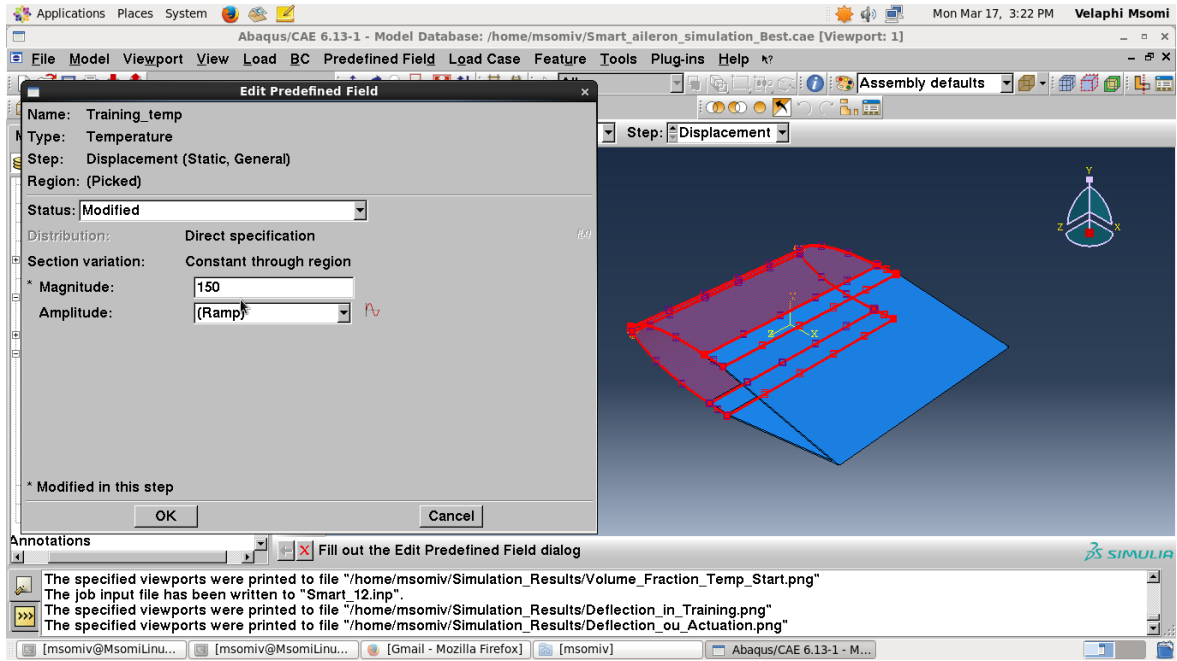 Applications Places System Mon Mar 17, 3:22 PM Velaphi Msomi
Abaqus/CAE 6.13-1 - Model Database: /home/msomiv/Smart_aileron_simulation_Best.cae [Viewport: 1]
File Model Viewport View Load BC Predefined Field Load Case Feature Tools Plug-ins Help
Assembly defaults
Edit Predefined Field
Name: Training_temp
Type: Temperature
Step: Displacement (Static, General)
Region: (Picked)
Status: Modified
Distribution: Direct specification f(x)
Section variation: Constant through region
* Magnitude: 150
Amplitude: (Ramp)
* Modified in this step
OK Cancel
Step: Displacement
Y
Z X
Z X
Annotations
X Fill out the Edit Predefined Field dialog
SIMULIA
The specified viewports were printed to file "/home/msomiv/Simulation_Results/Volume_Fraction_Temp_Start.png"
The job input file has been written to "Smart_12.inp".
The specified viewports were printed to file "/home/msomiv/Simulation_Results/Deflection_in_Training.png"
The specified viewports were printed to file "/home/msomiv/Simulation_Results/Deflection_ou_Actuation.png"
>>>
[msomiv@MsomiLinu... [msomiv@MsomiLinu... [Gmail - Mozilla Firefox] [msomiv] Abaqus/CAE 6.13-1 - M...